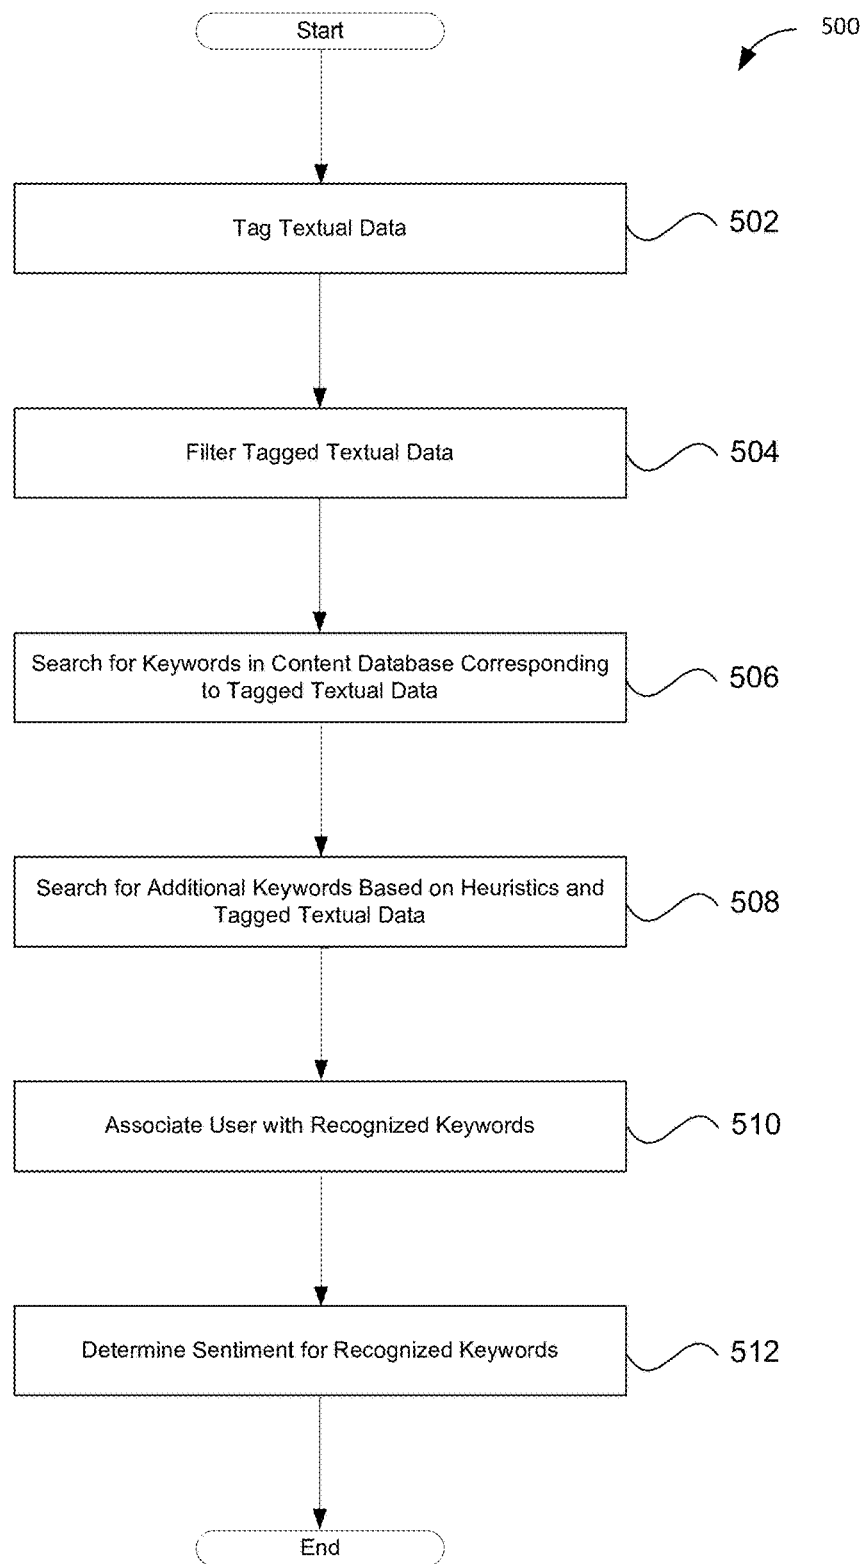 Start
500
Tag Textual Data
502
Filter Tagged Textual Data
504
Search for Keywords in Content Database Corresponding
to Tagged Textual Data
506
Search for Additional Keywords Based on Heuristics and
Tagged Textual Data
508
Associate User with Recognized Keywords
510
Determine Sentiment for Recognized Keywords
512
End